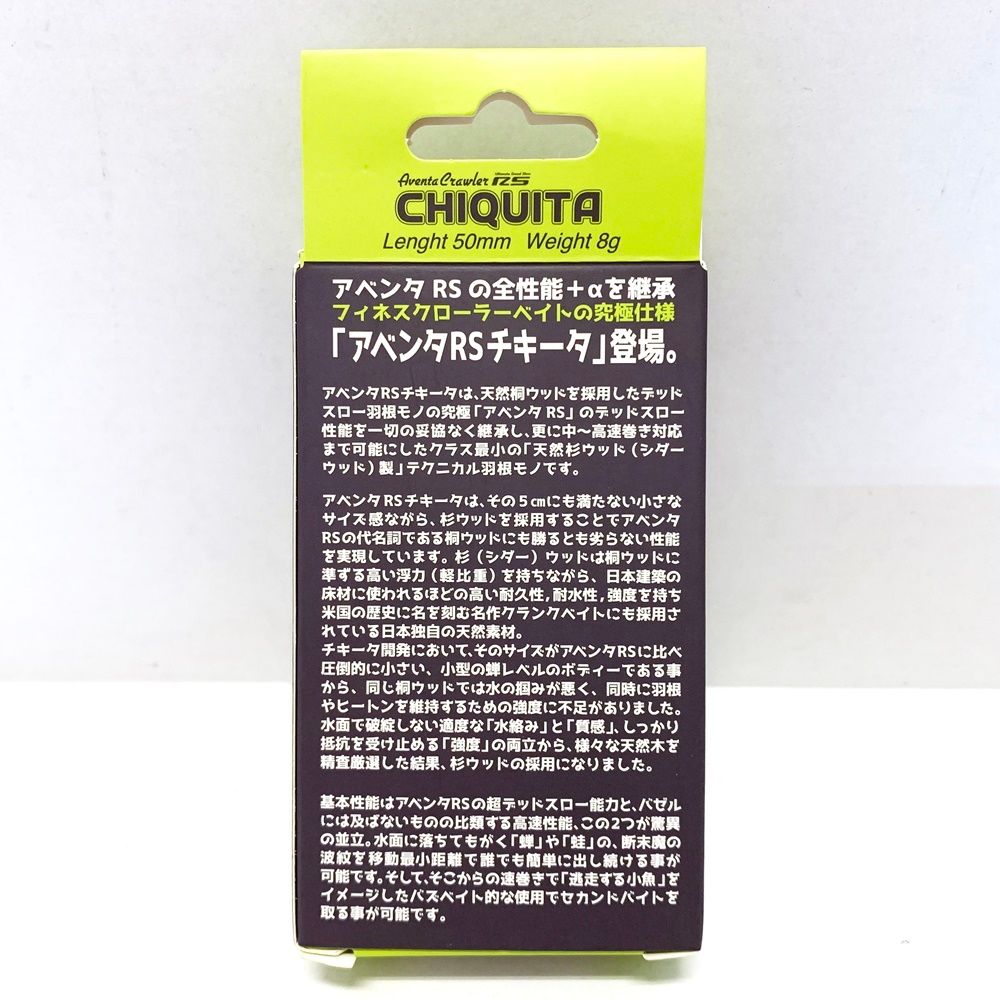 Aventa Crawler RS
CHIQUITA
Lenght 50mm Weight 8g
アベンタ RS の全性能+αを継承
フィネスクローラーベイトの究極仕様
「アベンタRSチキータ」登場。
アベンタRSチキータは、天然桐ウッドを採用したデッド
スロー羽根モノの究極「アベンタ RS」のデッドスロー
性能を一切の妥協なく継承し、更に中〜高速巻き対応
まで可能にしたクラス最小の「天然杉ウッド(シダー
ウッド)製」テクニカル羽根モノです。
アベンタRSチキータは、その5㎝にも満たない小さな
サイズ感ながら、杉ウッドを採用することでアベンタ
RSの代名詞である桐ウッドにも勝るとも劣らない性能
を実現しています。杉(シダー)ウッドは桐ウッドに
準ずる高い浮力(軽比重)を持ちながら、日本建築の
床材に使われるほどの高い耐久性,耐水性,強度を持ち
米国の歴史に名を刻む名作クランクベイトにも採用さ
れている日本独自の天然素材。
チキータ開発において、そのサイズがアベンタRSに比べ
圧倒的に小さい、小型の蝉レベルのボディーである事
から、同じ桐ウッドでは水の掴みが悪く、同時に羽根
やヒートンを維持するための強度に不足がありました。
水面で破綻しない適度な「水絡み」と「質感」、しっかり
抵抗を受け止める「強度」の両立から、様々な天然木を
精査厳選した結果、杉ウッドの採用になりました。
基本性能はアベンタRSの超デッドスロー能力と、バゼル
には及ばないものの比類する高速性能、この2つが驚異
の並立。水面に落ちてもがく「蝉」や「蛙」の、断末魔の
波紋を移動最小距離で誰でも簡単に出し続ける事が
可能です。そして、そこからの速巻きで「逃走する小魚」を
イメージしたバズベイト的な使用でセカンドバイトを
取る事が可能です。